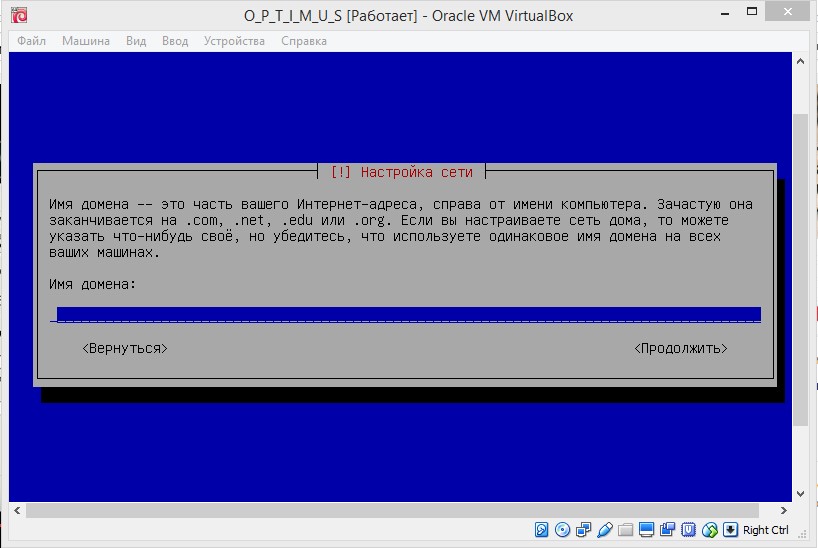 O_P_T_I_M_U_S [Работает] - Oracle VM VirtualBox
Файл Машина Вид Ввод Устройства Справка
[!] Настройка сети
Имя домена -- это часть вашего Интернет-адреса, справа от имени компьютера. Зачастую она
заканчивается на .com, .net, .edu или .org. Если вы настраиваете сеть дома, то можете
указать что-нибудь своё, но убедитесь, что используете одинаковое имя домена на всех
ваших машинах.
Имя домена:
<Вернуться> <Продолжить>
Right Ctrl